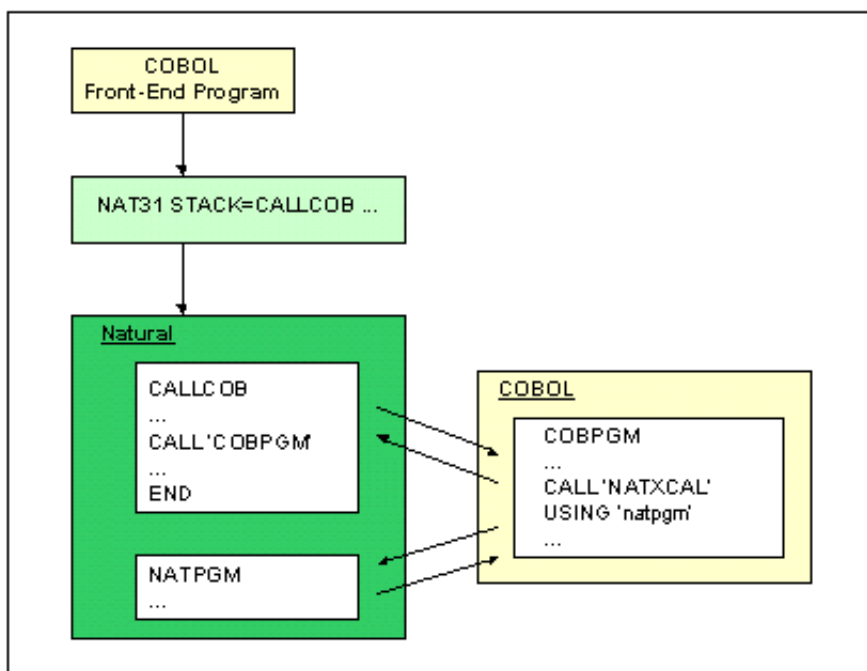 COBOL
Front-End Program
NAT31 STACK=CALLCOB ...
Natural
CALLCOB
...
CALL'COBPGM'
...
END
NATPGM
...
COBOL
COBPGM
...
CALL'NATXCAL'
USING 'natpgm'
...